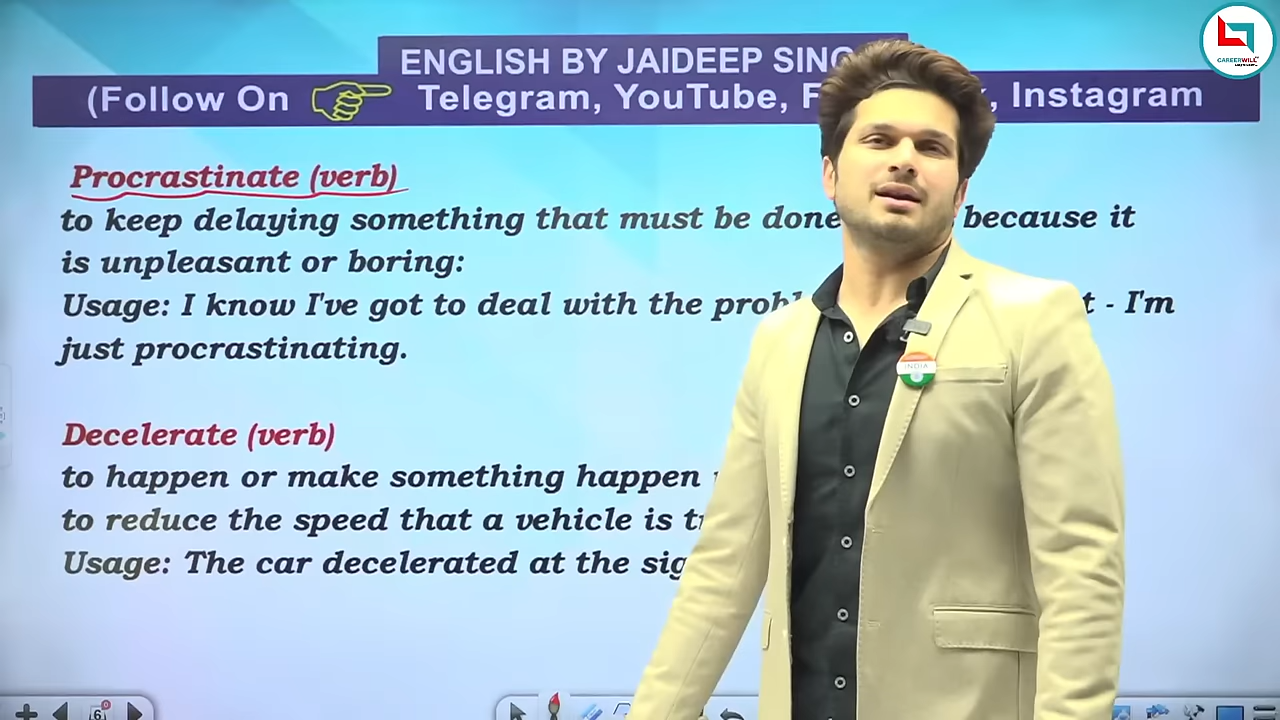 ENGLISH BY JAIDEEP
(Follow On Telegram, YouTube, Instagram
CAREERWILL
Procrastinate (verb)
to keep delaying something that must be done because it
is unpleasant or boring:
Usage: I know I've got to deal with the - I'm
just procrastinating.
INDIA
Decelerate (verb)
to happen or make something happen
to reduce the speed that a vehicle is
Usage: The car decelerated at the
6